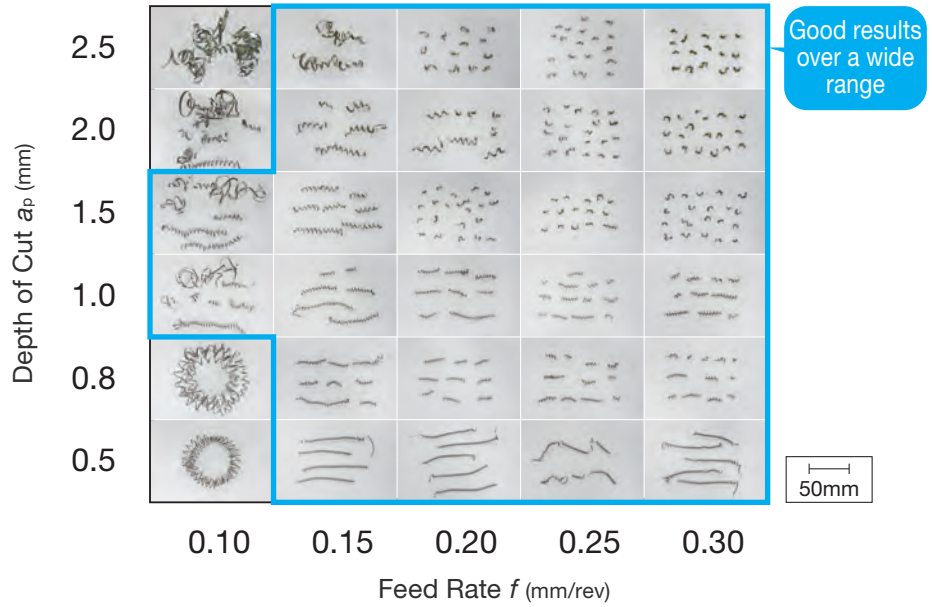 Good results
over a wide
range
Depth of Cut ap (mm)
2.5
2.0
1.5
1.0
0.8
0.5
50mm
0.10 0.15 0.20 0.25 0.30
Feed Rate f (mm/rev)